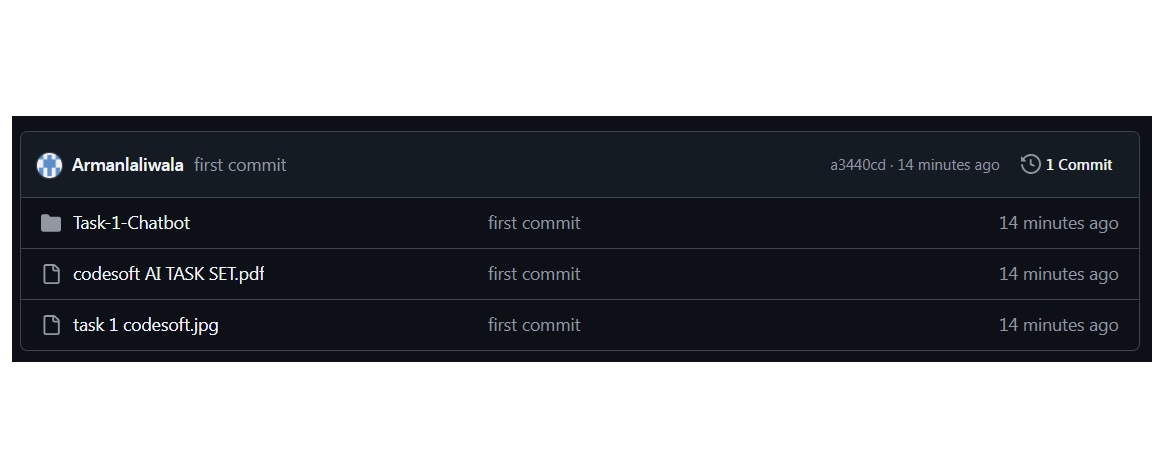 Armanlaliwala first commit a3440cd · 14 minutes ago 1 Commit
Task-1-Chatbot first commit 14 minutes ago
codesoft AI TASK SET.pdf first commit 14 minutes ago
task 1 codesoft.jpg first commit 14 minutes ago